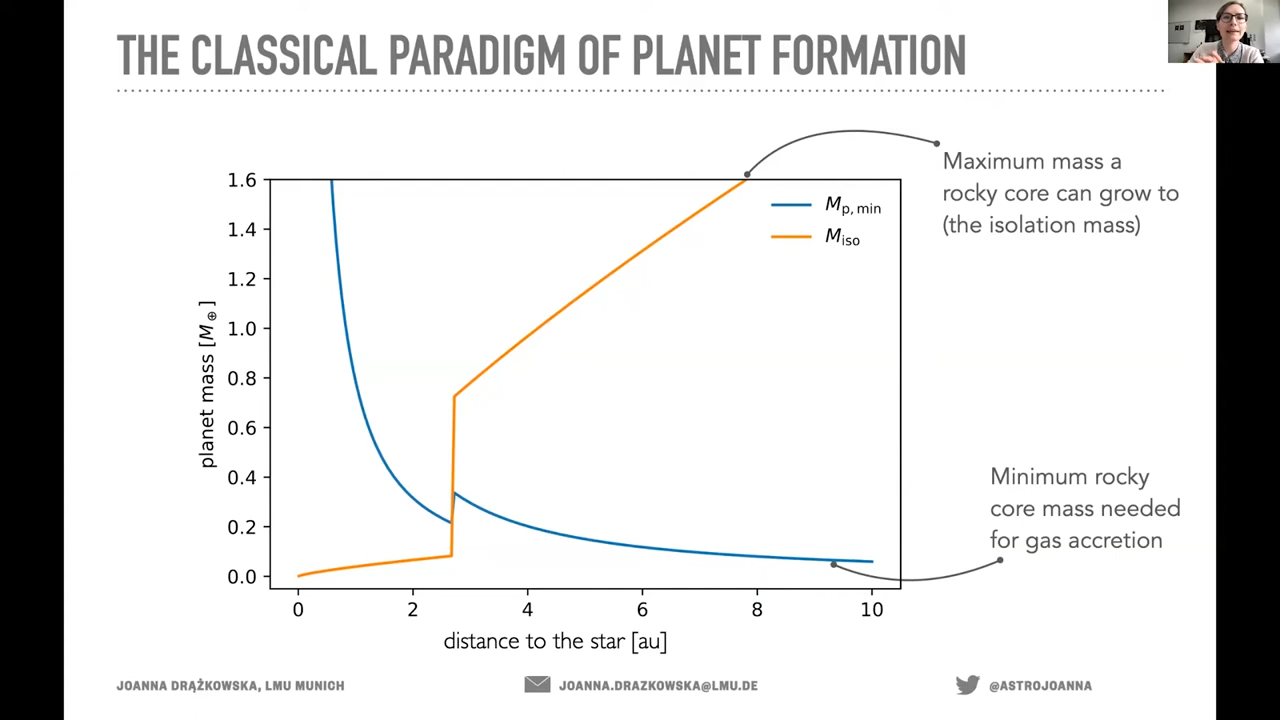 THE CLASSICAL PARADIGM OF PLANET FORMATION
Maximum mass a
rocky core can grow to
(the isolation mass)
M_p, min
M_iso
Minimum rocky
core mass needed
for gas accretion
planet mass [M_⊕]
1.6
1.4
1.2
1.0
0.8
0.6
0.4
0.2
0.0
0 2 4 6 8 10
distance to the star [au]
JOANNA DRĄŻKOWSKA, LMU MUNICH
JOANNA.DRAZKOWSKA@LMU.DE
@ASTROJOANNA